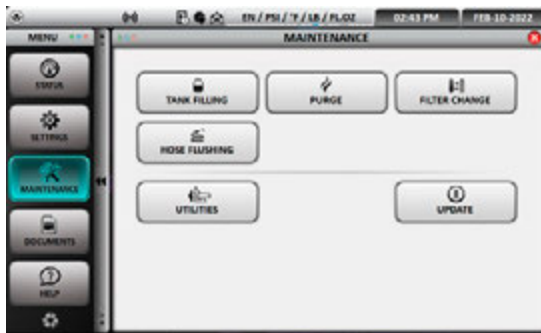 EN / PSI / °F / LB / FL.OZ 02:43 PM FEB-10-2022
MENU
MAINTENANCE
STATUS
SETTINGS
MAINTENANCE
DOCUMENTS
HELP
TANK FILLING
PURGE
FILTER CHANGE
HOSE FLUSHING
UTILITIES
UPDATE